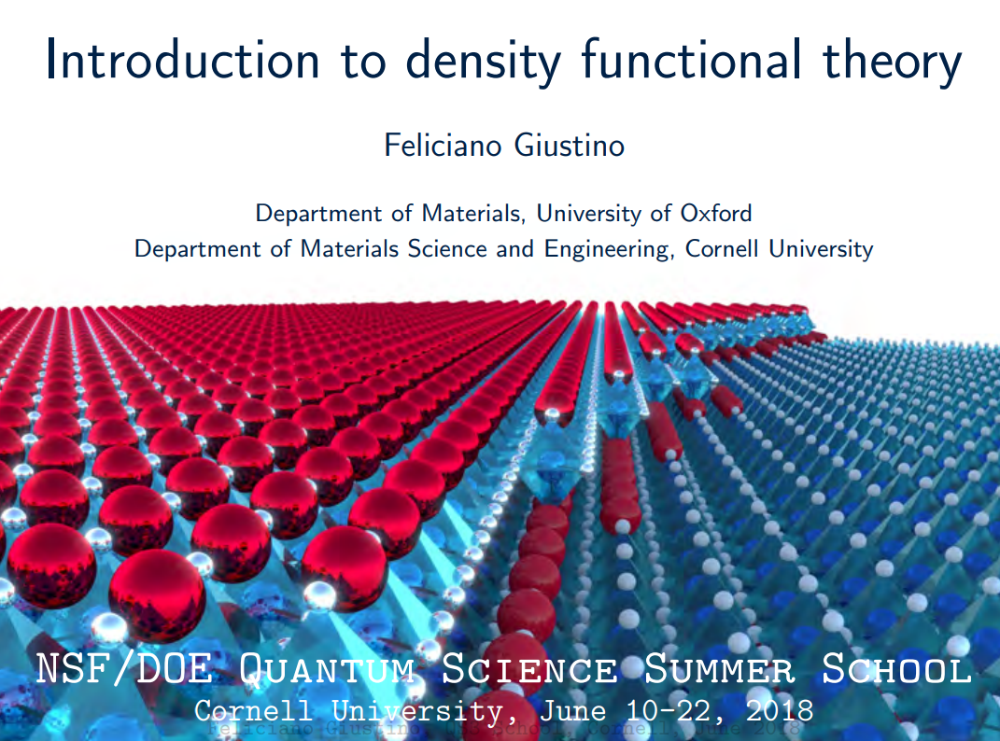 Introduction to density functional theory
Feliciano Giustino
Department of Materials, University of Oxford
Department of Materials Science and Engineering, Cornell University
NSF/DOE Quantum Science Summer School
Cornell University, June 10-22, 2018
Feliciano Giustino, School, Cornell, June 2018